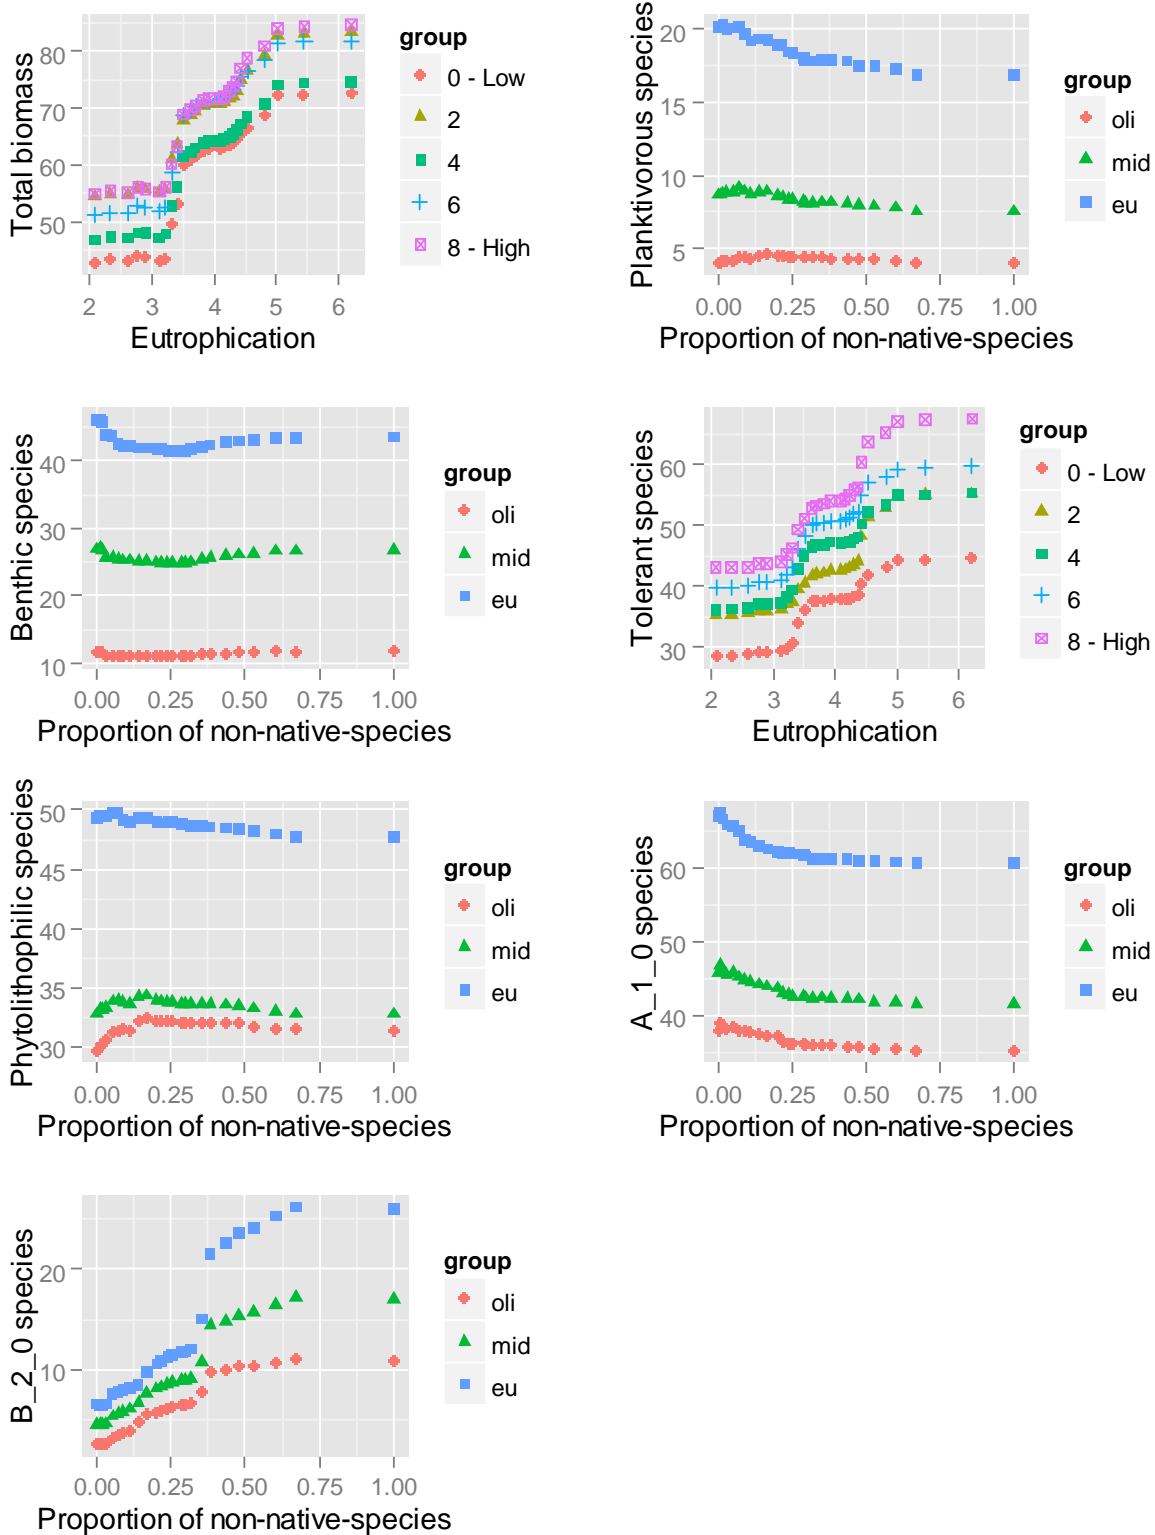 Total biomass
80
70
60
50
2 3 4 5 6
Eutrophication
group
0 - Low
2
4
6
8 - High
Planktivorous species
20
15
10
5
0.00 0.25 0.50 0.75 1.00
Proportion of non-native-species
group
oli
mid
eu
Benthic species
40
30
20
10
0.00 0.25 0.50 0.75 1.00
Proportion of non-native-species
group
oli
mid
eu
Tolerant species
60
50
40
30
2 3 4 5 6
Eutrophication
group
0 - Low
2
4
6
8 - High
Phytolithophilic species
50
45
40
35
30
0.00 0.25 0.50 0.75 1.00
Proportion of non-native-species
group
oli
mid
eu
A_1_0 species
60
50
40
0.00 0.25 0.50 0.75 1.00
Proportion of non-native-species
group
oli
mid
eu
B_2_0 species
20
10
0.00 0.25 0.50 0.75 1.00
Proportion of non-native-species
group
oli
mid
eu